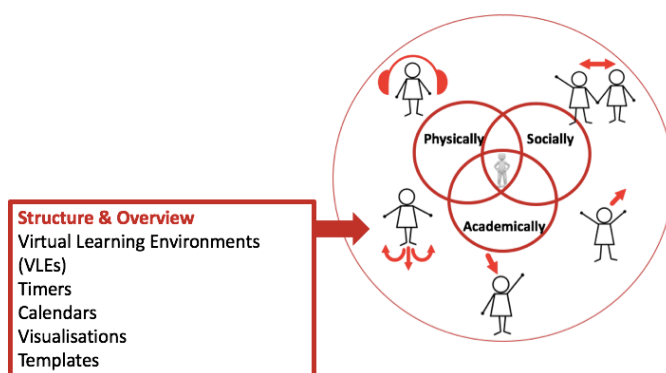 Physically
Socially
Academically
Structure & Overview
Virtual Learning Environments
(VLEs)
Timers
Calendars
Visualisations
Templates